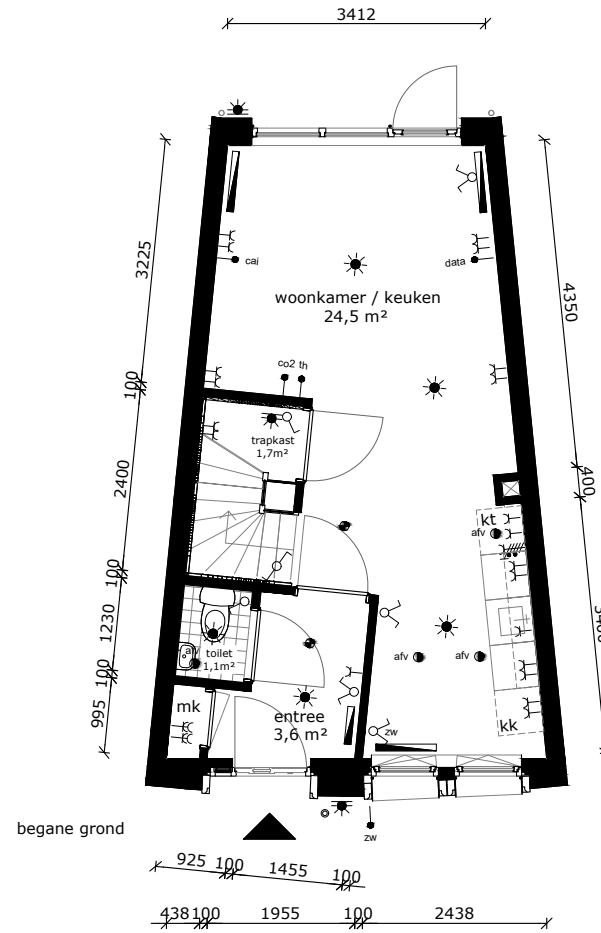 3412
3225
cai
data
woonkamer / keuken
24,5 m²
4350
co2 th
100
trapkast
1,7m²
2400
400
kt
afv
100
1230
toilet
afv
1,1m²
afv
afv
100
995
mk
entree
3,6 m²
kk
zw
begane grond
zw
925
100
1455
100
438
100
1955
100
2438